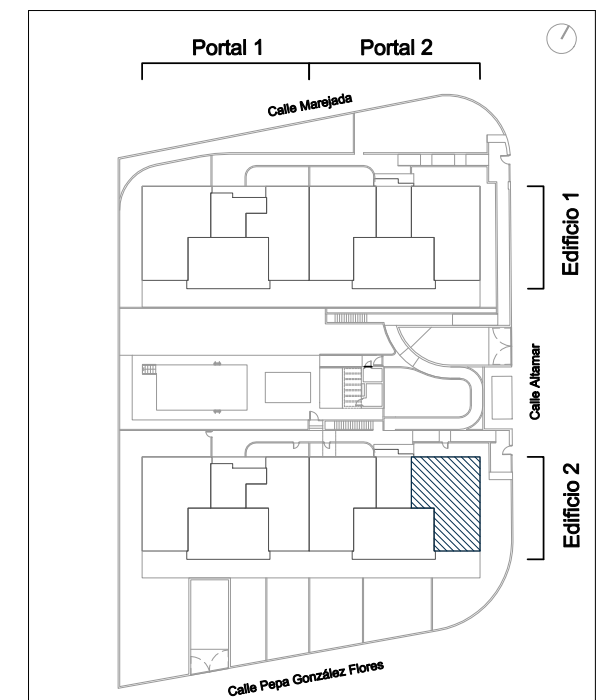 Portal 1
Portal 2
Calle Marejada
Edificio 1
Calle Altamar
Edificio 2
Calle Pepa González Flores